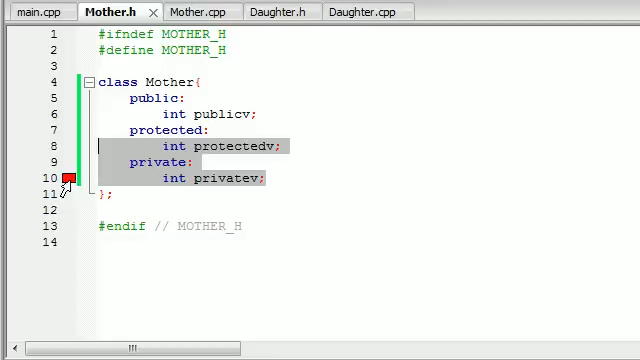 main.cpp Mother.h Mother.cpp Daughter.h Daughter.cpp
1 #ifndef MOTHER_H
2 #define MOTHER_H
3
4 class Mother{
5 public:
6 int publicv;
7 protected:
8 int protectedv;
9 private:
10 int privatev;
11 };
12
13 #endif // MOTHER_H
14